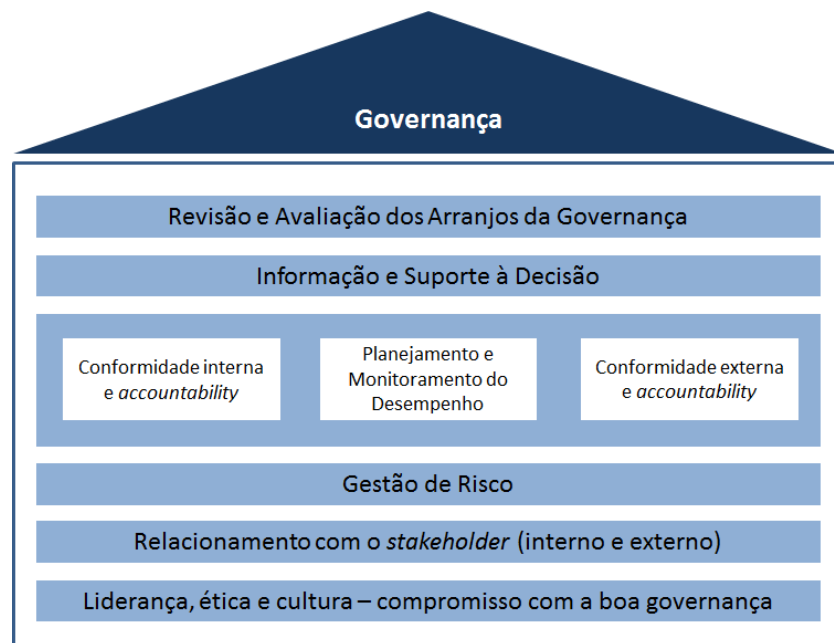 Governança
Revisão e Avaliação dos Arranjos da Governança
Informação e Suporte à Decisão
Conformidade interna
e accountability
Planejamento e
Monitoramento do
Desempenho
Conformidade externa
e accountability
Gestão de Risco
Relacionamento com o stakeholder (interno e externo)
Liderança, ética e cultura – compromisso com a boa governança